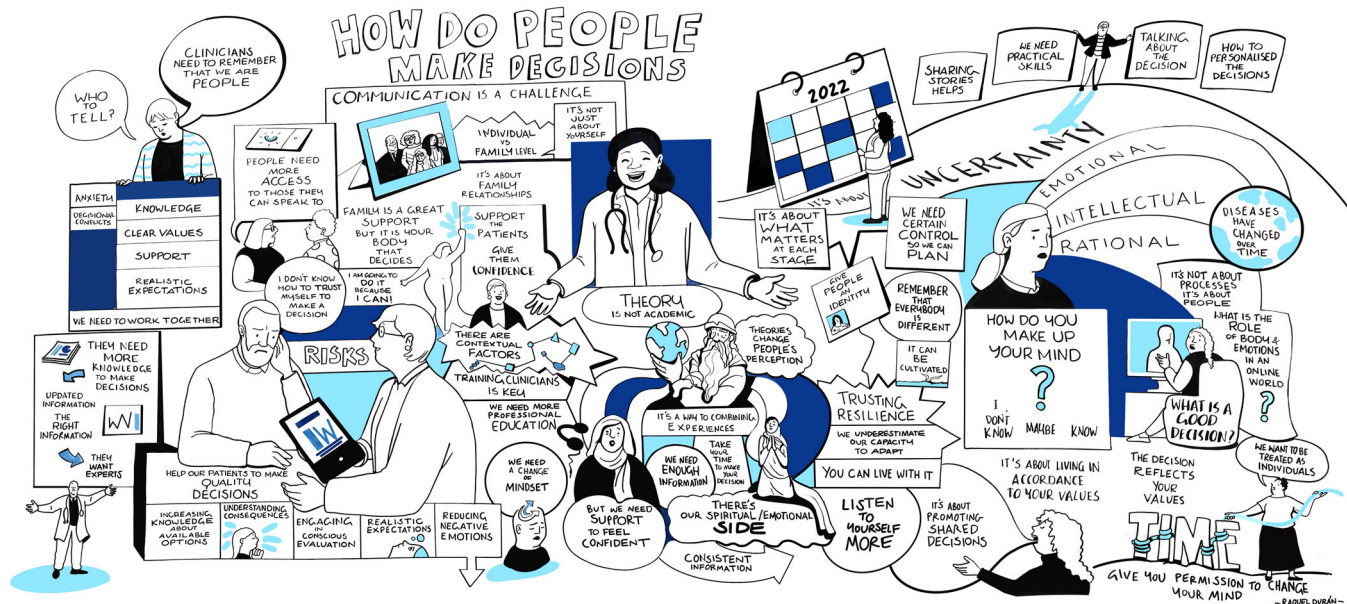 HOW DO PEOPLE
MAKE DECISIONS
CLINICIANS
NEED TO REMEMBER
THAT WE ARE
PEOPLE
WHO
TO
TELL?
ANXIETY
DECISIONAL
CONFLICTS
KNOWLEDGE
CLEAR VALUES
SUPPORT
REALISTIC
EXPECTATIONS
WE NEED TO WORK TOGETHER
PEOPLE NEED
MORE
ACCESS
TO THOSE THEY
CAN SPEAK TO
COMMUNICATION IS A CHALLENGE
INDIVIDUAL
VS
FAMILY LEVEL
IT'S NOT
JUST
ABOUT
YOURSELF
IT'S ABOUT
FAMILY
RELATIONSHIPS
FAMILY IS A GREAT
SUPPORT
BUT IT IS YOUR
BODY
THAT
DECIDES
SUPPORT
THE
PATIENTS
GIVE
THEM
CONFIDENCE
I DON'T KNOW
HOW TO TRUST
MYSELF TO
MAKE A
DECISION
I AM GOING TO
DO IT
BECAUSE
I CAN!
THEY NEED
MORE
KNOWLEDGE
TO MAKE
DECISIONS
UPDATED
INFORMATION
THE
RIGHT
INFORMATION
THEY
WANT
EXPERTS
RISKS
THERE ARE
CONTEXTUAL
FACTORS
TRAINING CLINICIANS
IS KEY
WE NEED MORE
PROFESSIONAL
EDUCATION
HELP OUR PATIENTS TO MAKE
QUALITY
DECISIONS
INCREASING
KNOWLEDGE
ABOUT
AVAILABLE
OPTIONS
UNDERSTANDING
CONSEQUENCES
ENGAGING
IN
CONSCIOUS
EVALUATION
REALISTIC
EXPECTATIONS
REDUCING
NEGATIVE
EMOTIONS
WE NEED
A CHANGE
OF
MINDSET
THEORY
IS NOT ACADEMIC
THEORIES
CHANGE
PEOPLE'S
PERCEPTION
IT'S A WAY TO COMBINING
EXPERIENCES
WE NEED
ENOUGH
INFORMATION
TAKE
YOUR
TIME
TO MAKE
YOUR
DECISION
BUT WE NEED
SUPPORT
TO FEEL
CONFIDENT
THERE'S
OUR SPIRITUAL/EMOTIONAL
SIDE
CONSISTENT
INFORMATION
2022
IT'S ABOUT
UNCERTAINTY
IT'S ABOUT
WHAT
MATTERS
AT EACH
STAGE
WE NEED
CERTAIN
CONTROL
SO WE CAN
PLAN
GIVE
PEOPLE
AN
IDENTITY
REMEMBER
THAT
EVERYBODY
IS
DIFFERENT
IT CAN
BE
CULTIVATED
TRUSTING
RESILIENCE
WE UNDERESTIMATE
OUR CAPACITY
TO ADAPT
YOU CAN LIVE WITH IT
LISTEN
TO
YOURSELF
MORE
IT'S
ABOUT
PROMOTING
SHARED
DECISIONS
SHARING
STORIES
HELPS
WE NEED
PRACTICAL
SKILLS
TALKING
ABOUT
THE
DECISION
HOW TO
PERSONALISED
THE
DECISIONS
EMOTIONAL
INTELLECTUAL
RATIONAL
DISEASES
HAVE
CHANGED
OVER
TIME
HOW DO YOU
MAKE UP
YOUR MIND
?
I
DON'T
KNOW
MAYBE
KNOW
IT'S NOT ABOUT
PROCESSES
IT'S ABOUT
PEOPLE
WHAT IS THE
ROLE
OF BODY &
EMOTIONS
IN AN
ONLINE
WORLD
?
WHAT IS A
GOOD
DECISION?
IT'S ABOUT LIVING IN
ACCORDANCE
TO YOUR VALUES
THE DECISION
REFLECTS
YOUR
VALUES
WE WANT TO BE
TREATED AS
INDIVIDUALS
TIME
GIVE YOU PERMISSION TO CHANGE
YOUR MIND
~RAQUEL DURÁN~